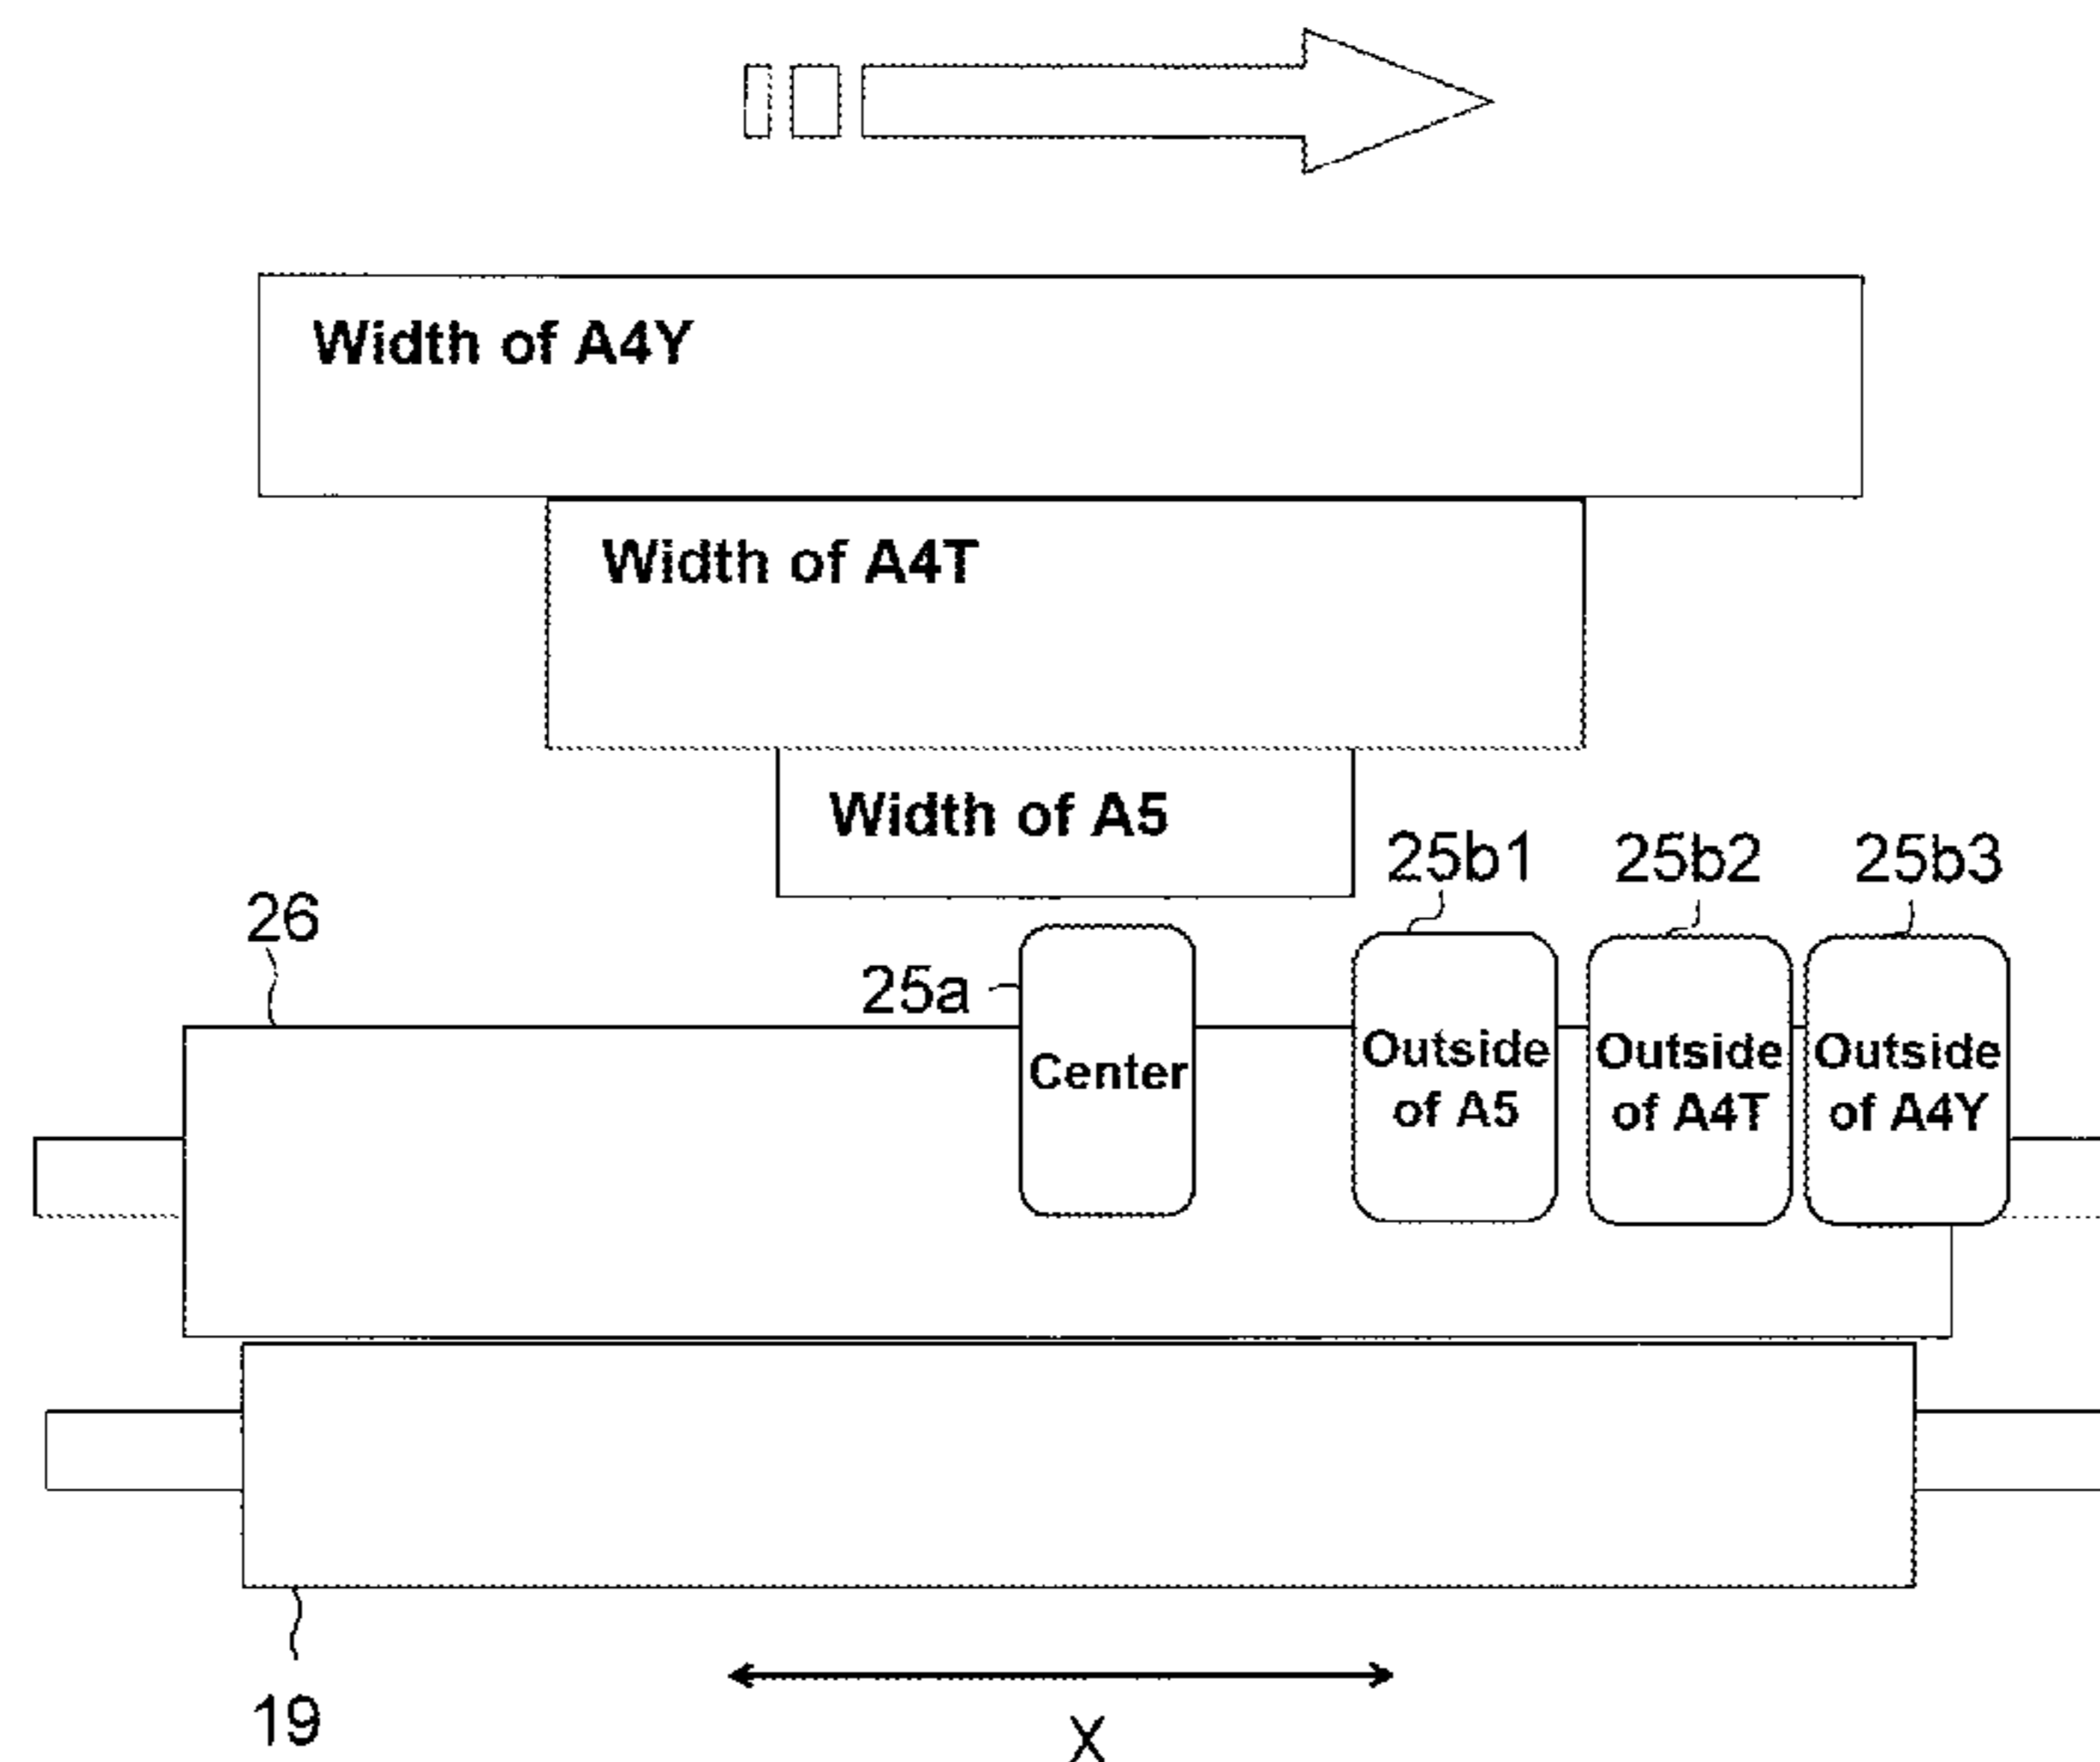 Width of A4Y
Width of A4T
Width of A5
25b1
25b2
25b3
26
25a
Center
Outside
of A5
Outside
of A4T
Outside
of A4Y
19
X